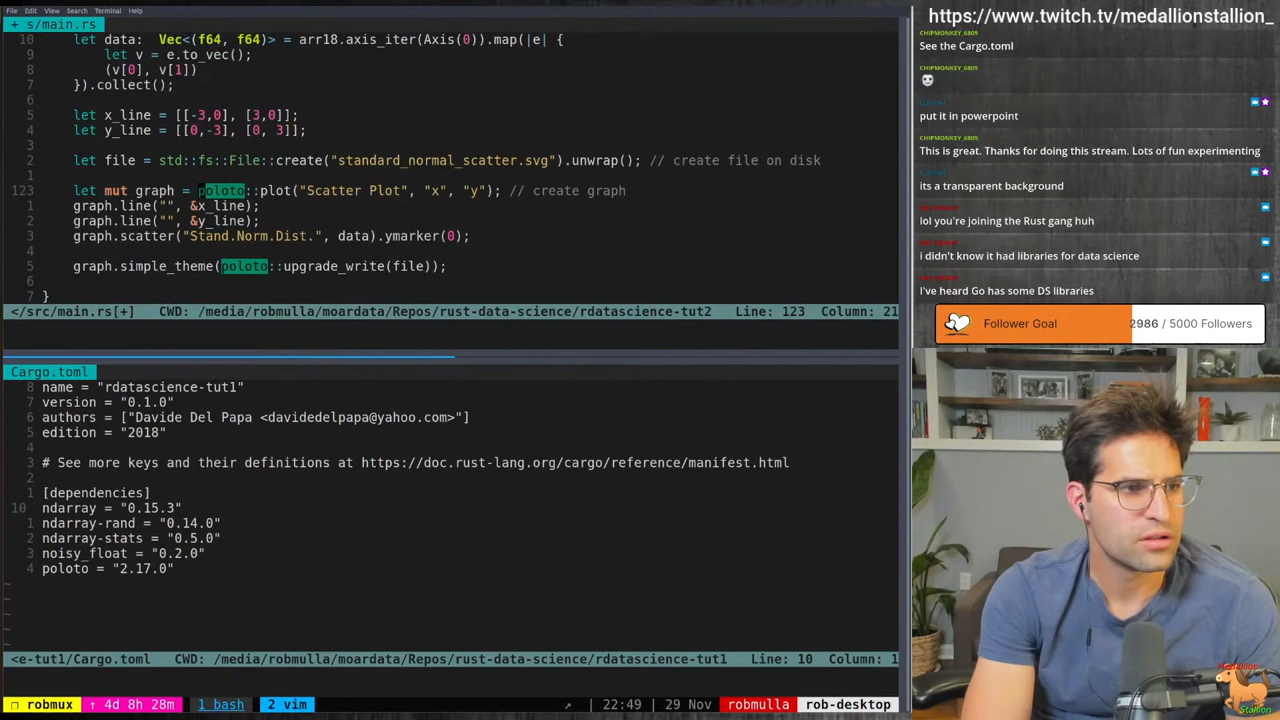 File Edit View Search Terminal Help
+ s/main.rs
10 let data: Vec<(f64, f64)> = arr18.axis_iter(Axis(0)).map(|e| {
9 let v = e.to_vec();
8 (v[0], v[1])
7 }).collect();
6
5 let x_line = [[-3,0], [3,0]];
4 let y_line = [[0,-3], [0, 3]];
3
2 let file = std::fs::File::create("standard_normal_scatter.svg").unwrap(); // create file on disk
1
123 let mut graph = poloto::plot("Scatter Plot", "x", "y"); // create graph
1 graph.line("", &x_line);
2 graph.line("", &y_line);
3 graph.scatter("Stand.Norm.Dist.", data).ymarker(0);
4
5 graph.simple_theme(poloto::upgrade_write(file));
6
7 }
</src/main.rs[+] CWD: /media/robmulla/moardata/Repos/rust-data-science/rdatascience-tut2 Line: 123 Column: 21
Cargo.toml
8 name = "rdatascience-tut1"
7 version = "0.1.0"
6 authors = ["Davide Del Papa <davidedelpapa@yahoo.com>"]
5 edition = "2018"
4
3 # See more keys and their definitions at https://doc.rust-lang.org/cargo/reference/manifest.html
2
1 [dependencies]
10 ndarray = "0.15.3"
1 ndarray-rand = "0.14.0"
2 ndarray-stats = "0.5.0"
3 noisy_float = "0.2.0"
4 poloto = "2.17.0"
~
~
~
~
<e-tut1/Cargo.toml CWD: /media/robmulla/moardata/Repos/rust-data-science/rdatascience-tut1 Line: 10 Column: 1
robmux ↑ 4d 8h 28m 1 bash 2 vim ↗ | 22:49 | 29 Nov robmulla rob-desktop
https://www.twitch.tv/medallionstallion_
CHIPMONKEY_6809
See the Cargo.toml
CHIPMONKEY_6809
put it in powerpoint
CHIPMONKEY_6809
This is great. Thanks for doing this stream. Lots of fun experimenting
its a transparent background
lol you're joining the Rust gang huh
i didn't know it had libraries for data science
I've heard Go has some DS libraries
Follower Goal 2986 / 5000 Followers
Medallion
Stallion